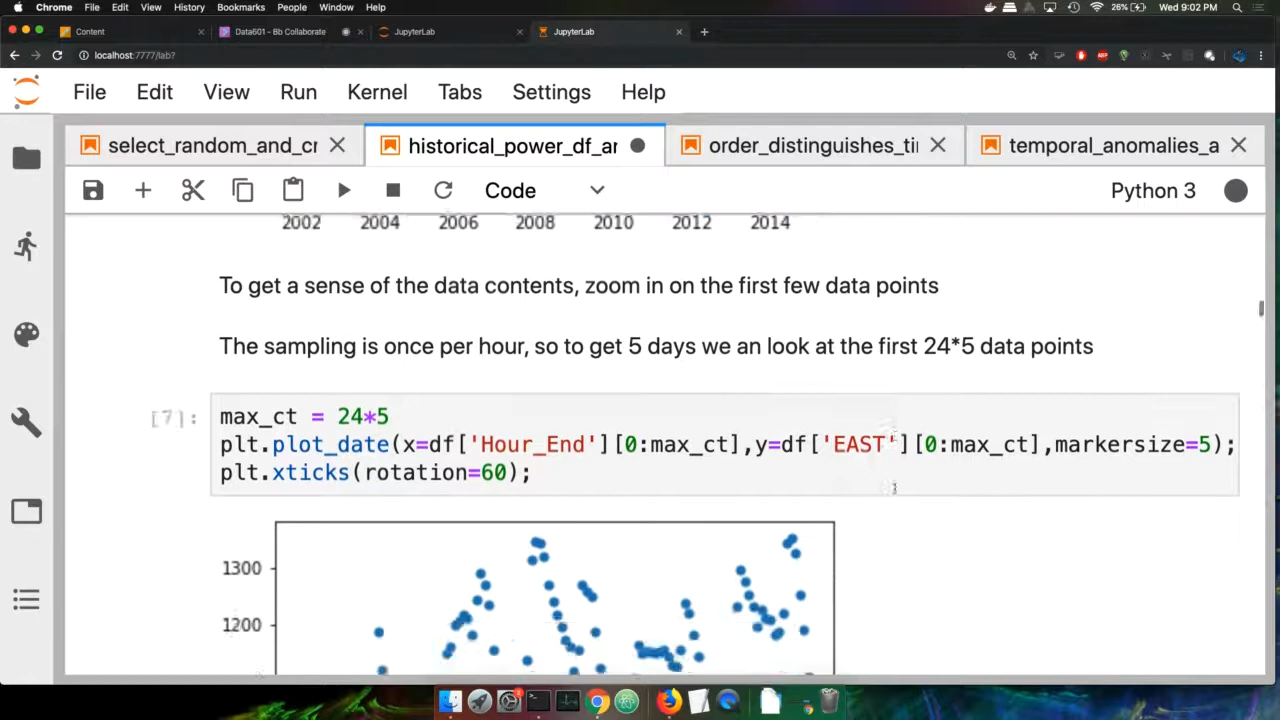 Chrome File Edit View History Bookmarks People Window Help 26% Wed 9:02 PM
Content Data601 - Bb Collaborate JupyterLab JupyterLab
localhost:7777/lab?
File Edit View Run Kernel Tabs Settings Help
select_random_and_cr historical_power_df_ar order_distinguishes_ti temporal_anomalies_a
Code Python 3
2002 2004 2006 2008 2010 2012 2014
To get a sense of the data contents, zoom in on the first few data points
The sampling is once per hour, so to get 5 days we an look at the first 24*5 data points
[7]: max_ct = 24*5
plt.plot_date(x=df['Hour_End'][0:max_ct],y=df['EAST'][0:max_ct],markersize=5);
plt.xticks(rotation=60);
1300
1200